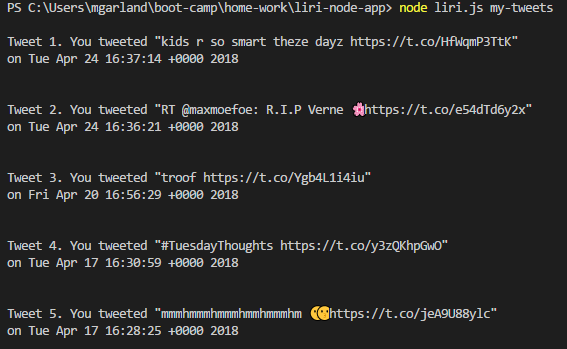 PS C:\Users\mgarland\boot-camp\home-work\liri-node-app> node liri.js my-tweets
Tweet 1. You tweeted "kids r so smart theze dayz https://t.co/HfWqmP3TtK"
on Tue Apr 24 16:37:14 +0000 2018
Tweet 2. You tweeted "RT @maxmoefoe: R.I.P Verne 🌸https://t.co/e54dTd6y2x"
on Tue Apr 24 16:36:21 +0000 2018
Tweet 3. You tweeted "troof https://t.co/Ygb4L1i4iu"
on Fri Apr 20 16:56:29 +0000 2018
Tweet 4. You tweeted "#TuesdayThoughts https://t.co/y3zQKhpGwO"
on Tue Apr 17 16:30:59 +0000 2018
Tweet 5. You tweeted "mmmhmmmhmmmhmmhmmmhm https://t.co/jeA9U88ylc"
on Tue Apr 17 16:28:25 +0000 2018